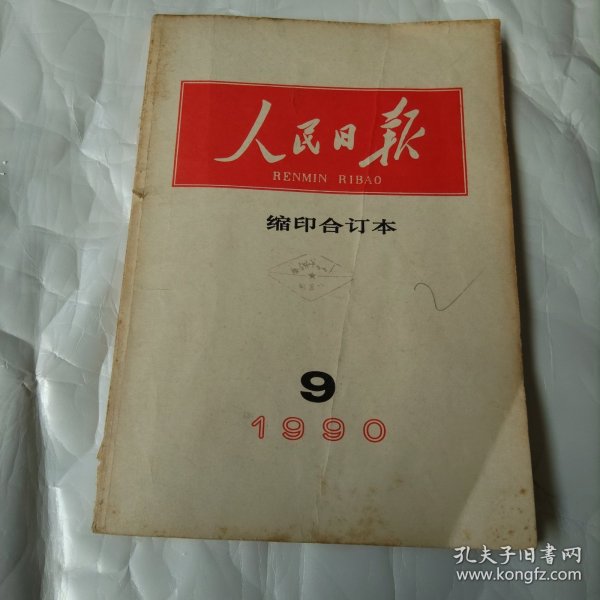 人民日报
RENMIN RIBAO
缩印合订本
9
1990
孔夫子旧书网
www.kongfz.com